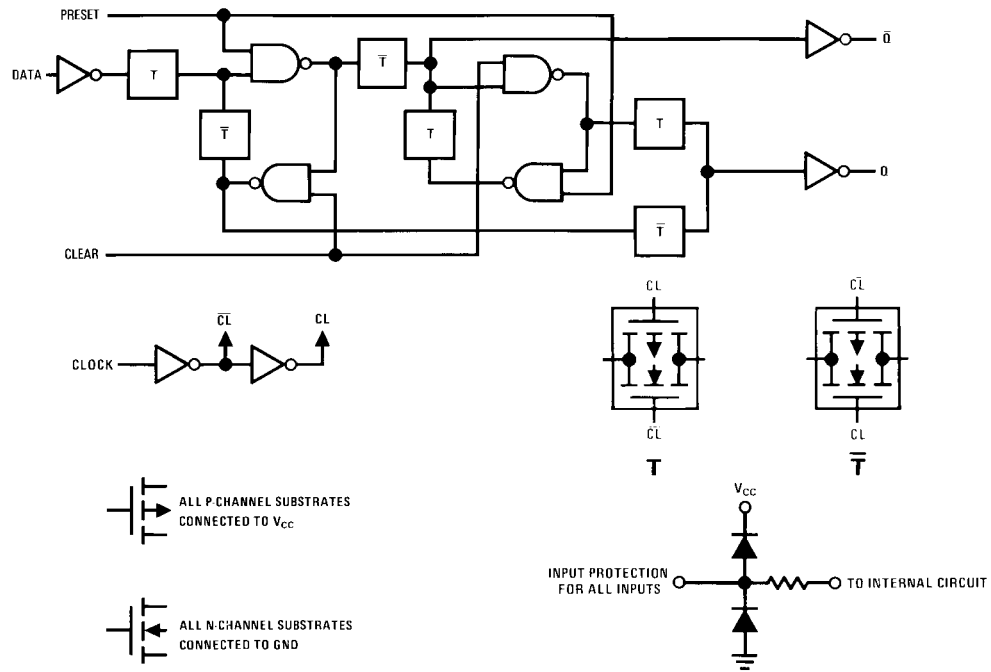 PRESET
DATA
T
T̅
T̅
T
T
T̅
Q̅
Q
CLEAR
CLOCK
C̅L̅
CL
CL
C̅L̅
T
C̅L̅
CL
T̅
ALL P-CHANNEL SUBSTRATES
CONNECTED TO VCC
ALL N-CHANNEL SUBSTRATES
CONNECTED TO GND
VCC
INPUT PROTECTION
FOR ALL INPUTS
TO INTERNAL CIRCUIT